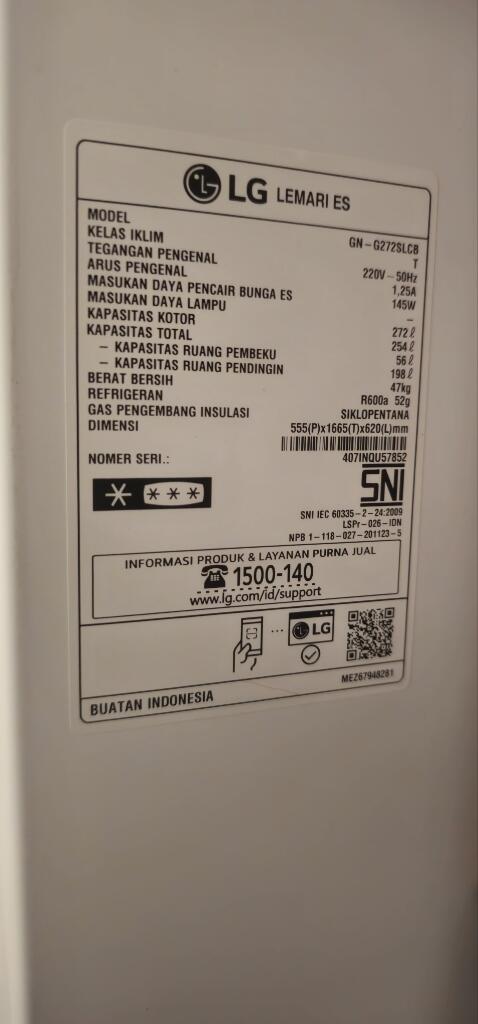 LG LEMARI ES
MODEL GN-G272SLCB
KELAS IKLIM T
TEGANGAN PENGENAL 220V~50Hz
ARUS PENGENAL 1,25A
MASUKAN DAYA PENCAIR BUNGA ES 145W
MASUKAN DAYA LAMPU –
KAPASITAS KOTOR 272ℓ
KAPASITAS TOTAL 254ℓ
– KAPASITAS RUANG PEMBEKU 56ℓ
– KAPASITAS RUANG PENDINGIN 198ℓ
BERAT BERSIH 47kg
REFRIGERAN R600a 52g
GAS PENGEMBANG INSULASI SIKLOPENTANA
DIMENSI 555(P)x1665(T)x620(L)mm
NOMER SERI.: 407INQU57852
SNI
SNI IEC 60335-2-24:2009
LSPr-026-IDN
NPB 1-118-027-201123-5
INFORMASI PRODUK & LAYANAN PURNA JUAL
1500-140
www.lg.com/id/support
LG
MEZ67948281
BUATAN INDONESIA